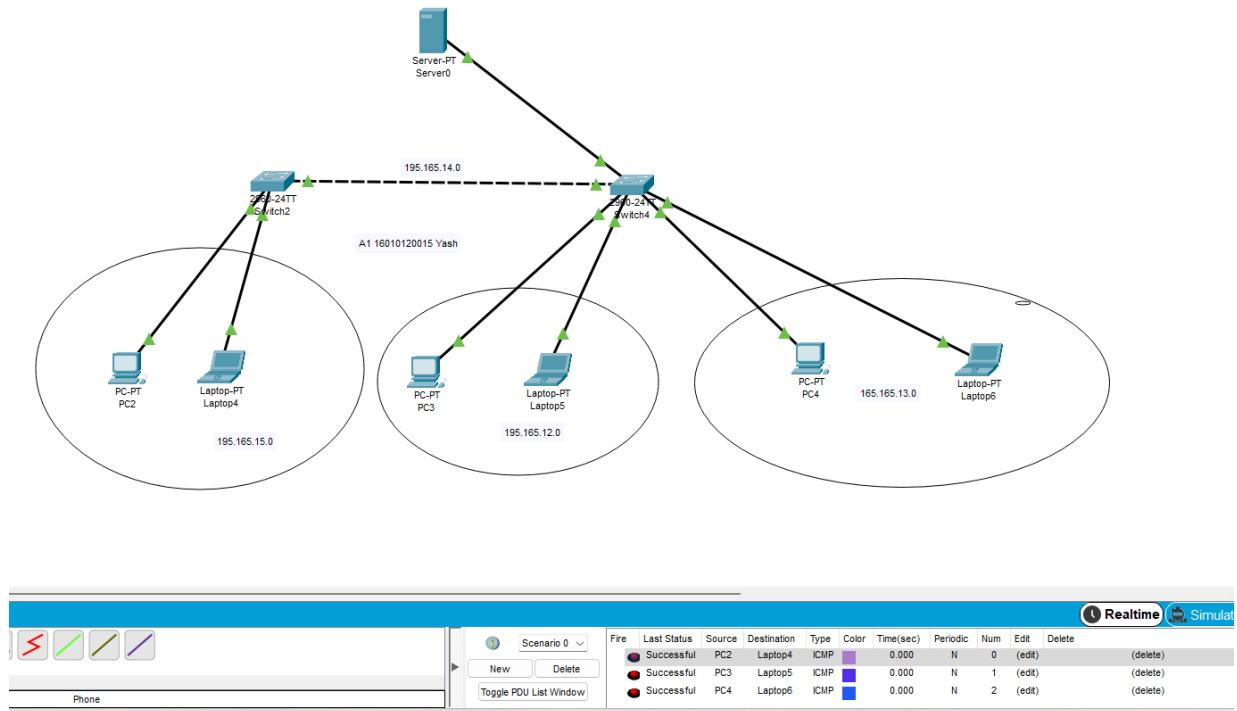 Server-PT
Server0
195.165.14.0
2960-24TT
Switch2
2960-24TT
Switch4
A1 16010120015 Yash
PC-PT
PC2
Laptop-PT
Laptop4
195.165.15.0
PC-PT
PC3
Laptop-PT
Laptop5
195.165.12.0
PC-PT
PC4
165.165.13.0
Laptop-PT
Laptop6
Realtime
Simulat
Scenario 0
New Delete
Toggle PDU List Window
Phone
Fire Last Status Source Destination Type Color Time(sec) Periodic Num Edit Delete
Successful PC2 Laptop4 ICMP 0.000 N 0 (edit) (delete)
Successful PC3 Laptop5 ICMP 0.000 N 1 (edit) (delete)
Successful PC4 Laptop6 ICMP 0.000 N 2 (edit) (delete)